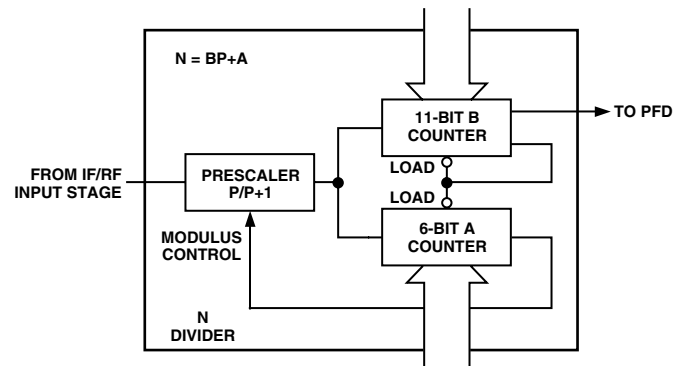 N = BP+A
11-BIT B
COUNTER
TO PFD
LOAD
FROM IF/RF
INPUT STAGE
PRESCALER
P/P+1
LOAD
MODULUS
CONTROL
6-BIT A
COUNTER
N
DIVIDER